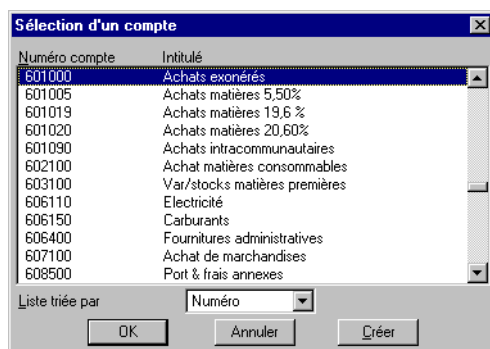 Sélection d'un compte
Numéro compte Intitulé
601000 Achats exonérés
601005 Achats matières 5,50%
601019 Achats matières 19,6 %
601020 Achats matières 20,60%
601090 Achats intracommunautaires
602100 Achat matières consommables
603100 Var/stocks matières premières
606110 Electricité
606150 Carburants
606400 Fournitures administratives
607100 Achat de marchandises
608500 Port & frais annexes
Liste triée par Numéro
OK Annuler Créer